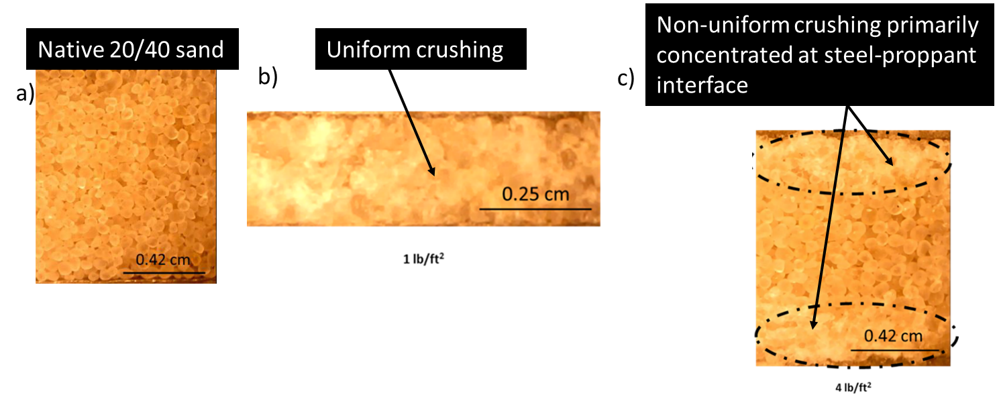 Native 20/40 sand
a)
0.42 cm
Uniform crushing
b)
0.25 cm
1 lb/ft²
Non-uniform crushing primarily
concentrated at steel-proppant
interface
c)
0.42 cm
4 lb/ft²